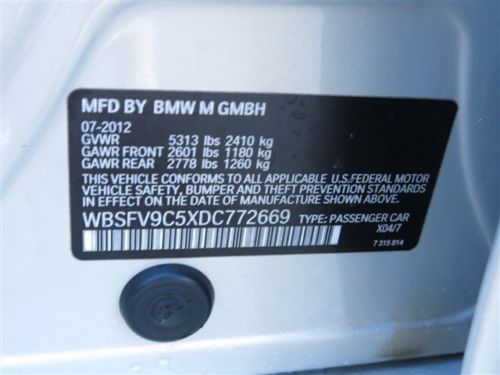 MFD BY BMW M GMBH
07-2012
GVWR 5313 lbs 2410 kg
GAWR FRONT 2601 lbs 1180 kg
GAWR REAR 2778 lbs 1260 kg
THIS VEHICLE CONFORMS TO ALL APPLICABLE U.S.FEDERAL MOTOR
VEHICLE SAFETY, BUMPER AND THEFT PREVENTION STANDARDS
IN EFFECT ON THE DATE OF MANUFACTURE SHOWN ABOVE.
WBSFV9C5XDC772669 TYPE: PASSENGER CAR
X04/7
7 315 814